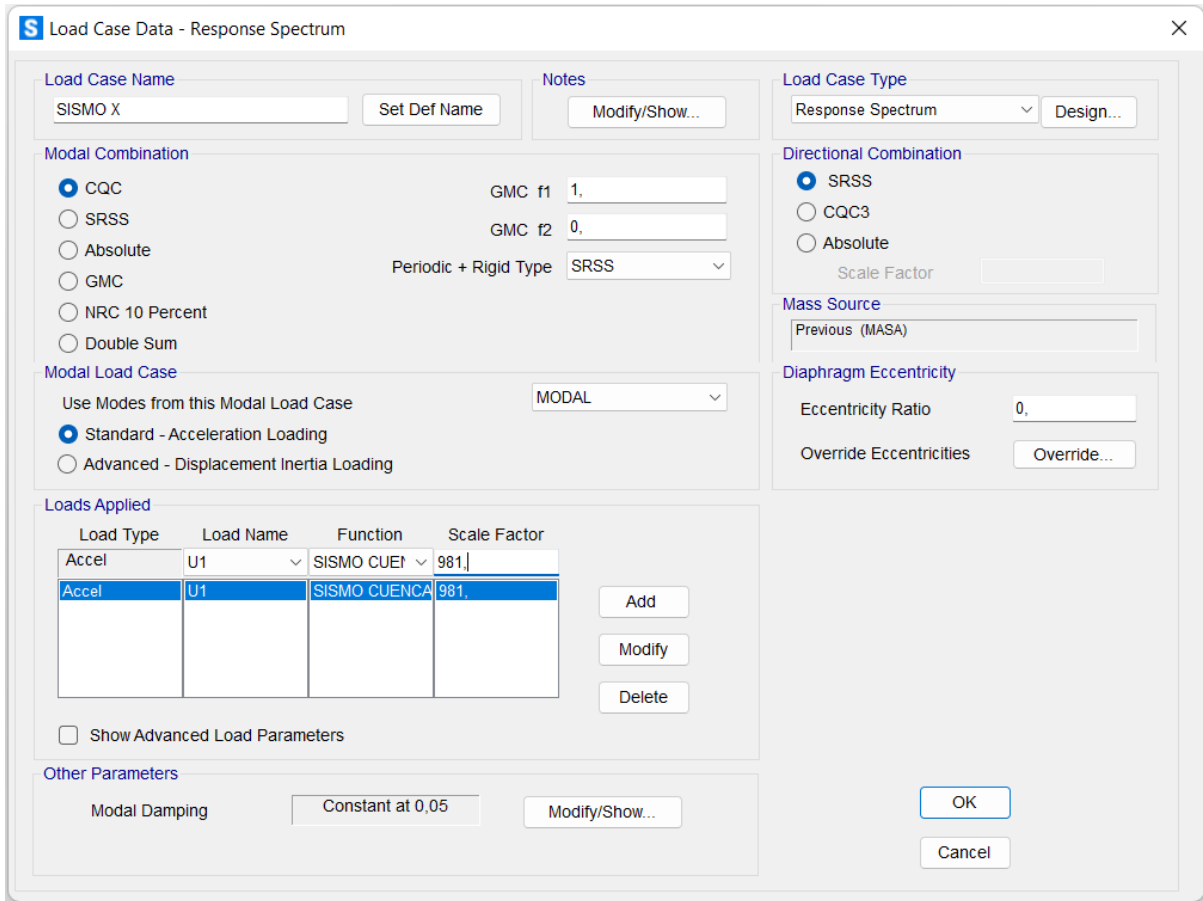 S Load Case Data - Response Spectrum
Load Case Name
SISMO X
Set Def Name
Notes
Modify/Show...
Load Case Type
Response Spectrum
Design...
Modal Combination
CQC
SRSS
Absolute
GMC
NRC 10 Percent
Double Sum
GMC f1 1,
GMC f2 0,
Periodic + Rigid Type SRSS
Directional Combination
SRSS
CQC3
Absolute
Scale Factor
Mass Source
Previous (MASA)
Modal Load Case
Use Modes from this Modal Load Case MODAL
Standard - Acceleration Loading
Advanced - Displacement Inertia Loading
Diaphragm Eccentricity
Eccentricity Ratio 0,
Override Eccentricities Override...
Loads Applied
Load Type Load Name Function Scale Factor
Accel U1 SISMO CUEN 981,
Accel U1 SISMO CUENCA 981,
Add
Modify
Delete
Show Advanced Load Parameters
Other Parameters
Modal Damping Constant at 0,05 Modify/Show...
OK
Cancel